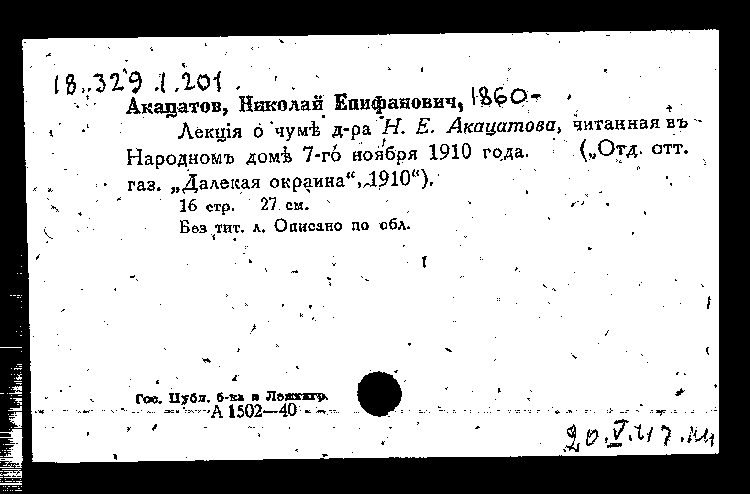 18.329.1.201
Акацатов, Николай Епифанович, 1860-
Лекція о чумѣ д-ра Н. Е. Акацатова, читанная въ
Народномъ домѣ 7-го ноября 1910 года. („Отд. отт.
газ. „Далекая окраина“, 1910“).
16 стр. 27 см.
Без тит. л. Описано по обл.
Гос. Публ. б-ка в Ленингр.
А 1502—40
20.V.47